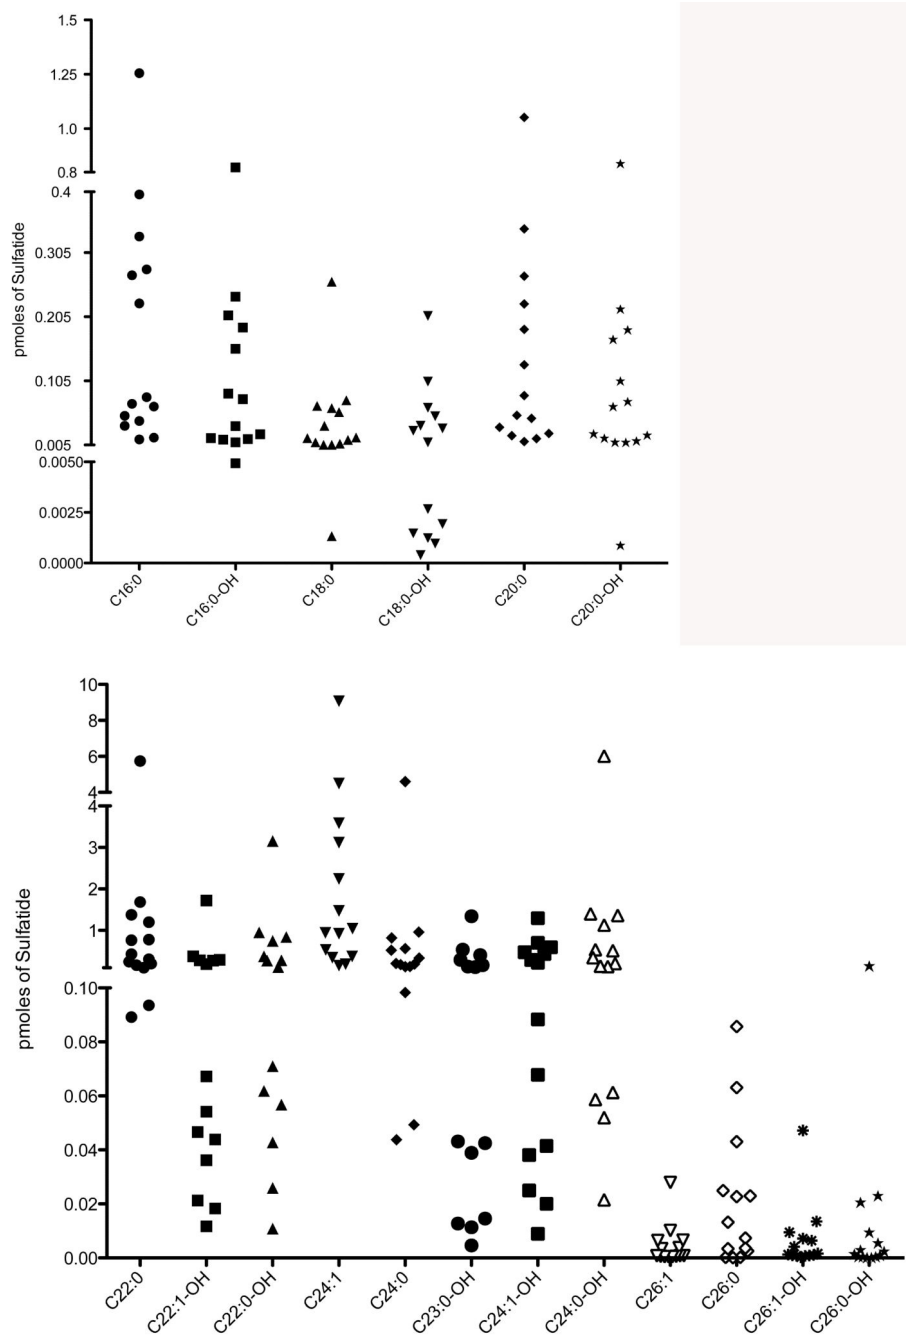 1.5
1.25
1.0
0.8
0.4
0.305
0.205
0.105
0.005
0.0050
0.0025
0.0000
pmoles of Sulfatide
C16:0
C16:0-OH
C18:0
C18:0-OH
C20:0
C20:0-OH
10
8
6
4
4
3
2
1
0.10
0.08
0.06
0.04
0.02
0.00
pmoles of Sulfatide
C22:0
C22:1-OH
C22:0-OH
C24:1
C24:0
C23:0-OH
C24:1-OH
C24:0-OH
C26:1
C26:0
C26:1-OH
C26:0-OH